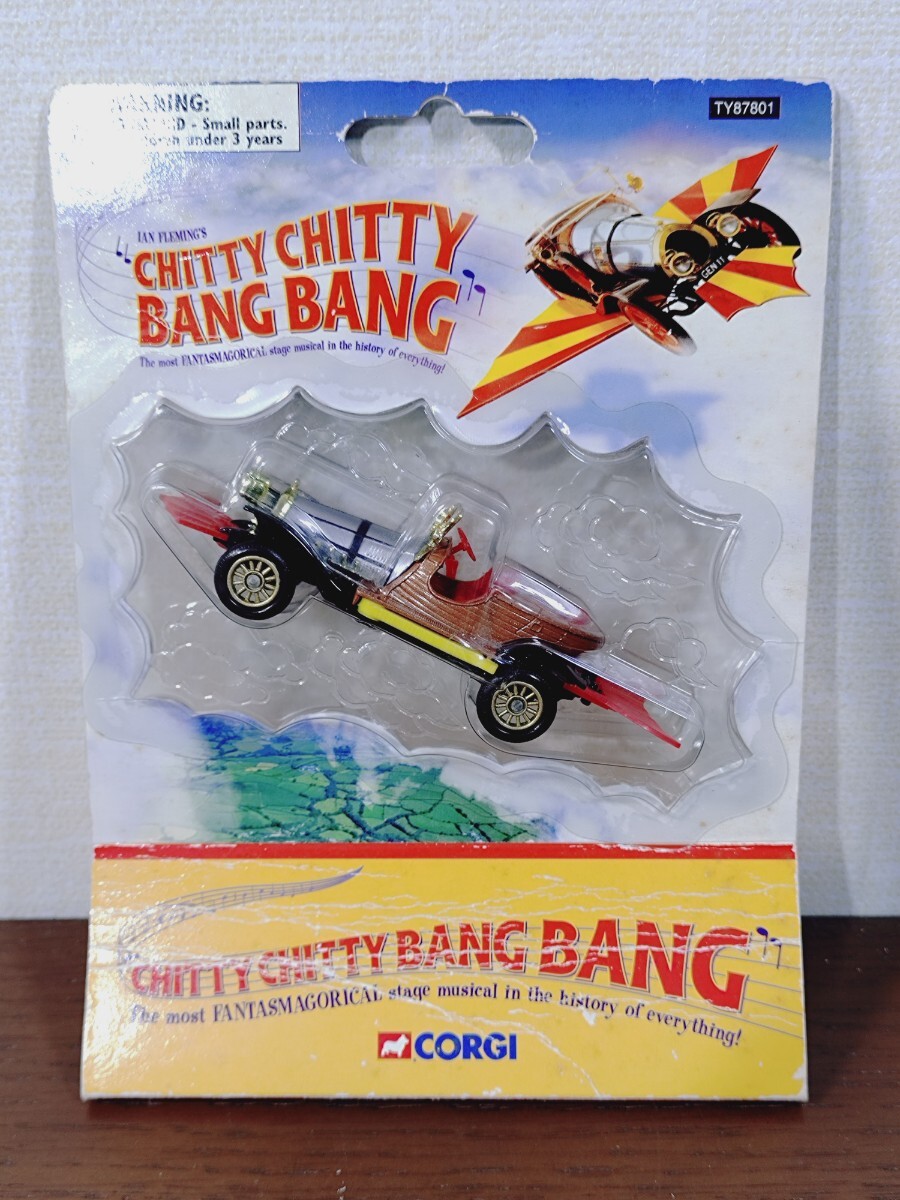 WARNING:
- Small parts.
under 3 years
TY87801
IAN FLEMING'S
"CHITTY CHITTY
BANG BANG"
The most FANTASMAGORICAL stage musical in the history of everything!
GEN 11
CHITTY CHITTY BANG BANG
The most FANTASMAGORICAL stage musical in the history of everything!
CORGI